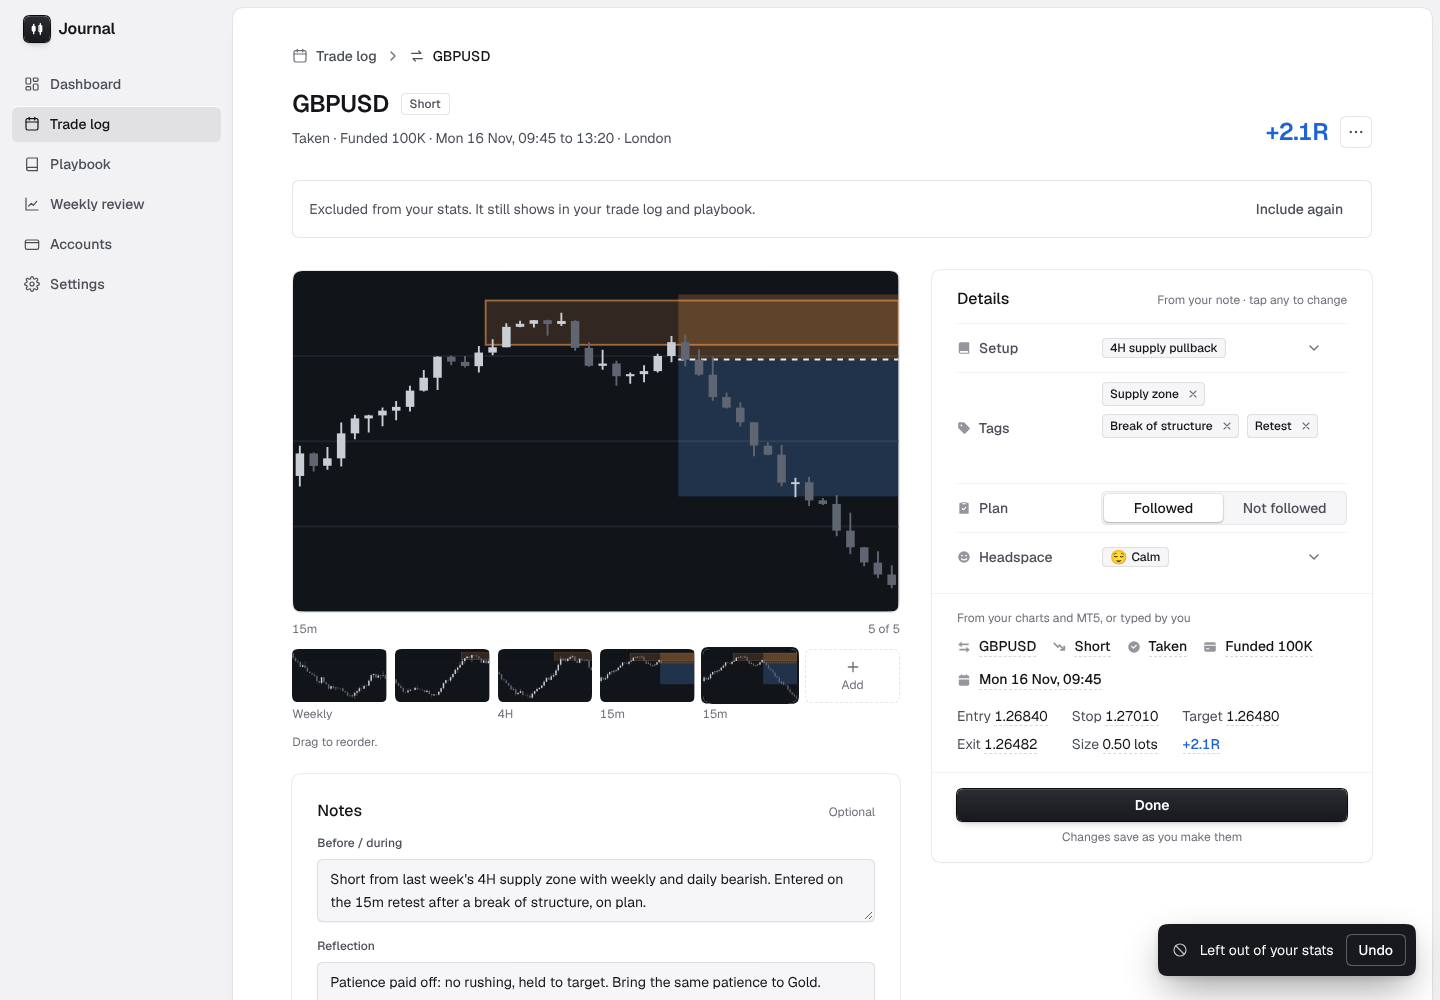 Journal
Dashboard
Trade log
Playbook
Weekly review
Accounts
Settings
Trade log > GBPUSD
GBPUSD Short
Taken · Funded 100K · Mon 16 Nov, 09:45 to 13:20 · London
+2.1R
Excluded from your stats. It still shows in your trade log and playbook.
Include again
15m
5 of 5
Weekly
4H
15m
15m
Add
Drag to reorder.
Notes
Optional
Before / during
Short from last week's 4H supply zone with weekly and daily bearish. Entered on
the 15m retest after a break of structure, on plan.
Reflection
Patience paid off: no rushing, held to target. Bring the same patience to Gold.
Details
From your note · tap any to change
Setup
4H supply pullback
Tags
Supply zone
Break of structure
Retest
Plan
Followed
Not followed
Headspace
😌 Calm
From your charts and MT5, or typed by you
GBPUSD Short Taken Funded 100K
Mon 16 Nov, 09:45
Entry 1.26840 Stop 1.27010 Target 1.26480
Exit 1.26482 Size 0.50 lots +2.1R
Done
Changes save as you make them
Left out of your stats
Undo